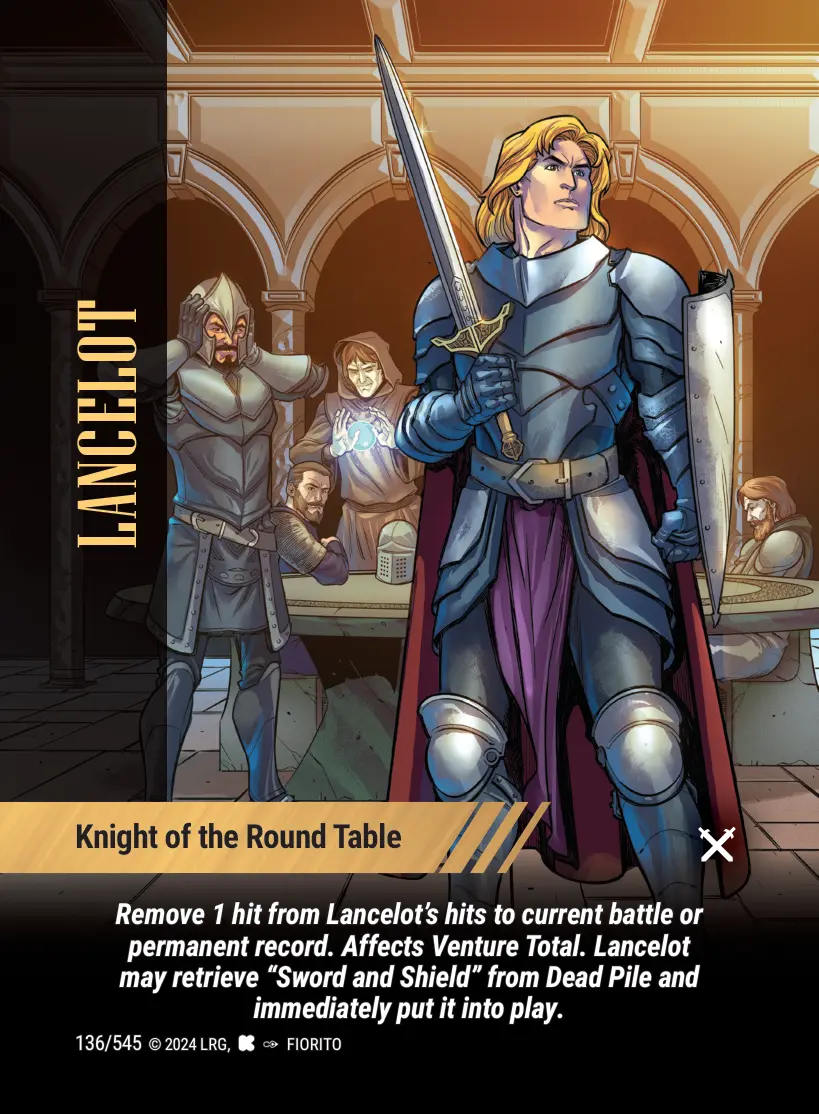 LANCELOT
Knight of the Round Table
Remove 1 hit from Lancelot’s hits to current battle or
permanent record. Affects Venture Total. Lancelot
may retrieve “Sword and Shield” from Dead Pile and
immediately put it into play.
136/545 © 2024 LRG, FIORITO